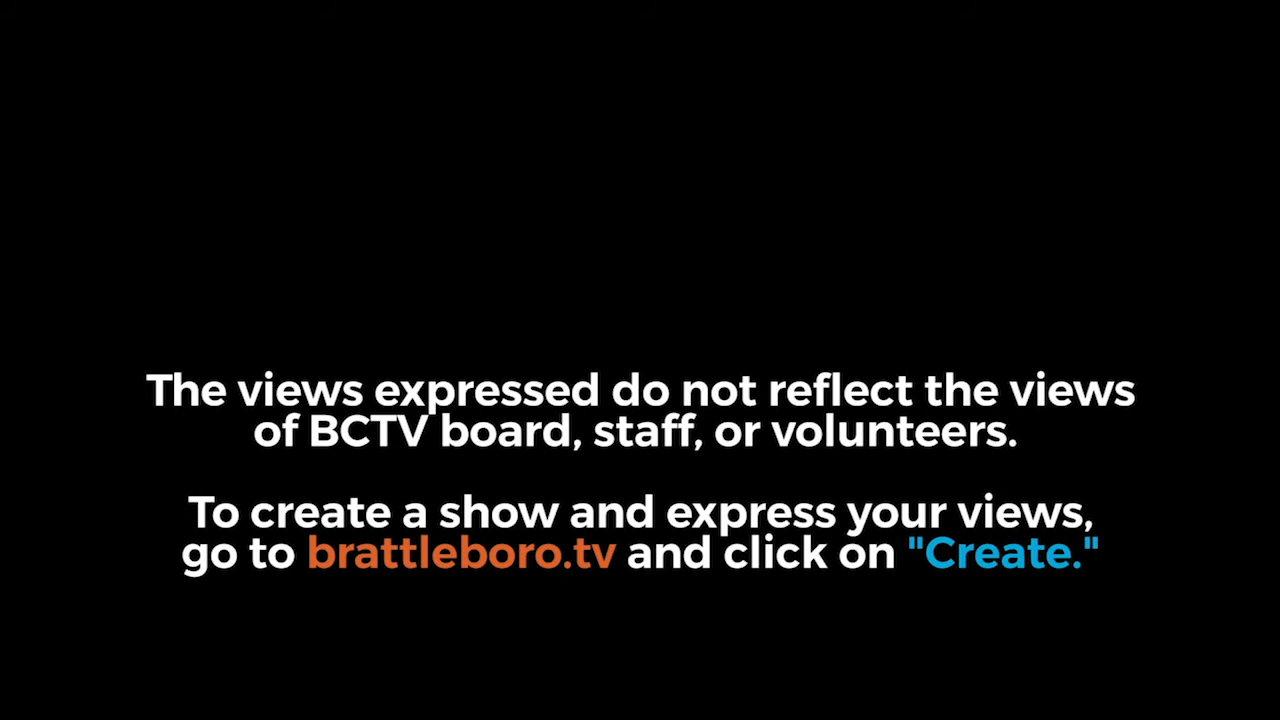 The views expressed do not reflect the views
of BCTV board, staff, or volunteers.
To create a show and express your views,
go to brattleboro.tv and click on "Create."